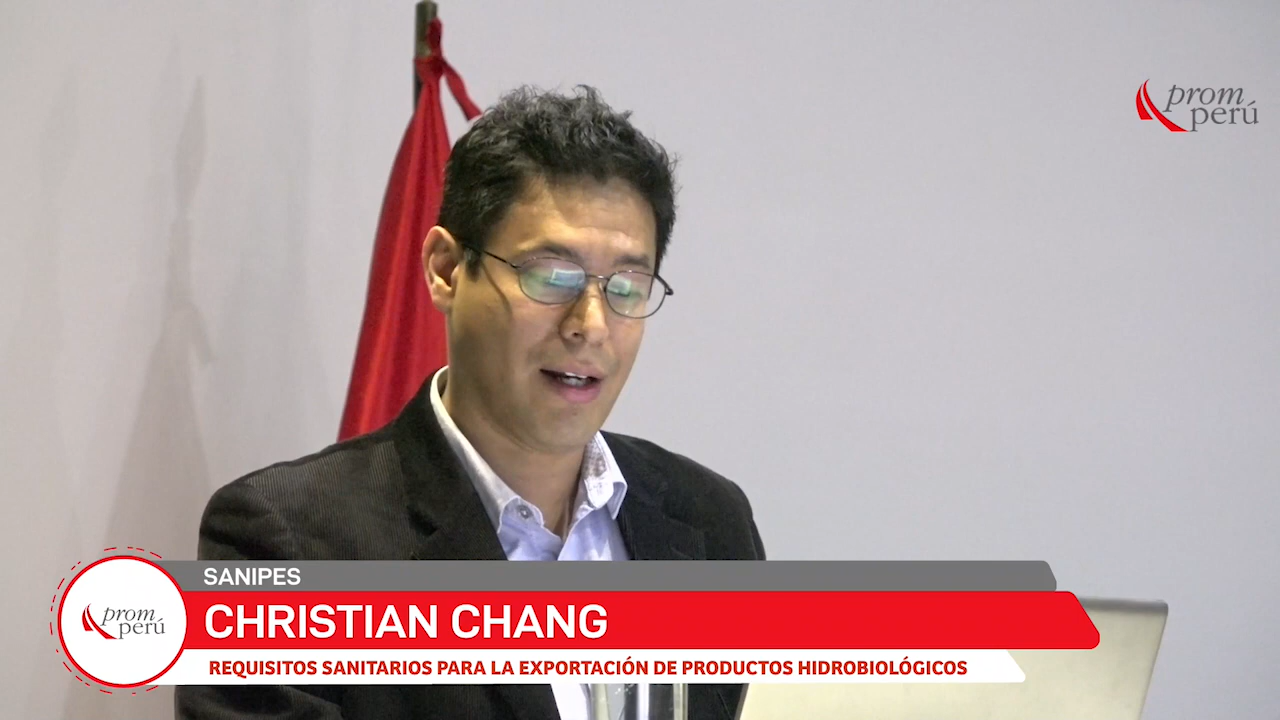 prom
perú
SANIPES
CHRISTIAN CHANG
prom
perú
REQUISITOS SANITARIOS PARA LA EXPORTACIÓN DE PRODUCTOS HIDROBIOLÓGICOS